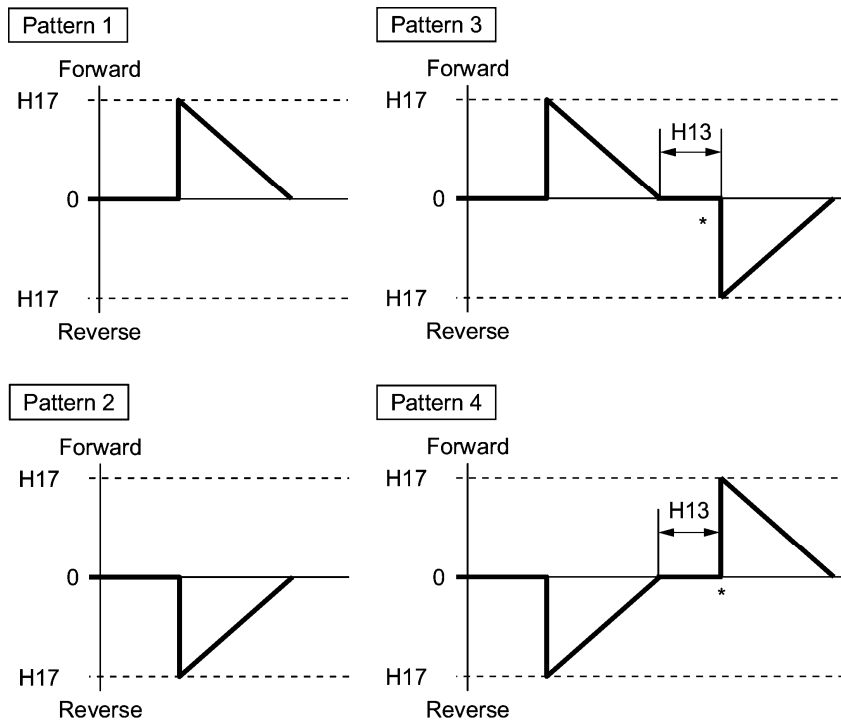 Pattern 1
Forward
H17
0
H17
Reverse
Pattern 3
Forward
H17
H13
0
*
H17
Reverse
Pattern 2
Forward
H17
0
H17
Reverse
Pattern 4
Forward
H17
H13
0
*
H17
Reverse